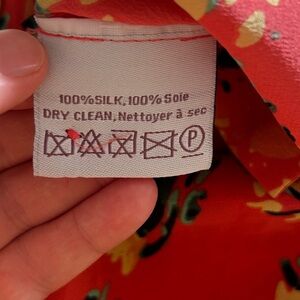 100%SILK,100% Soie
DRY CLEAN,Nettoyer à sec
P